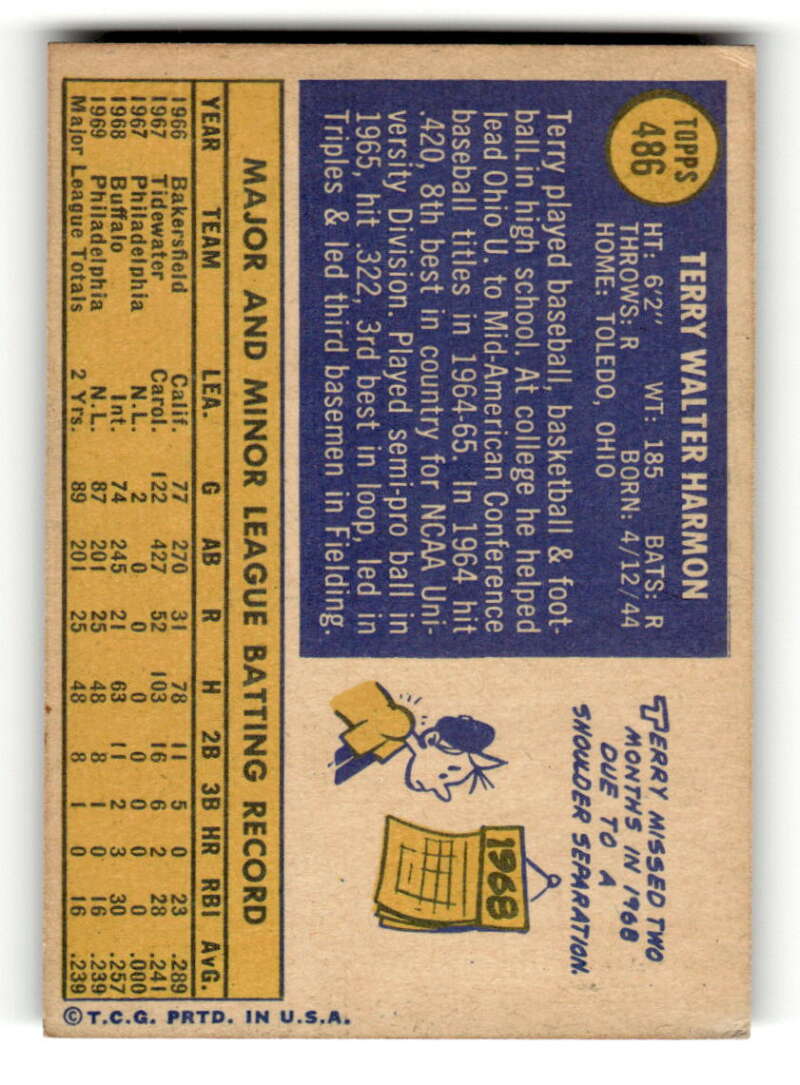 TOPPS
486
TERRY WALTER HARMON
HT: 6'2" WT: 185 BATS: R
THROWS: R BORN: 4/12/44
HOME: TOLEDO, OHIO
Terry played baseball, basketball & foot-
ball in high school. At college he helped
lead Ohio U. to Mid-American Conference
baseball titles in 1964-65. In 1964 hit
.420, 8th best in country for NCAA Uni-
versity Division. Played semi-pro ball in
1965, hit .322, 3rd best in loop, led in
Triples & led third basemen in Fielding.
TERRY MISSED TWO
MONTHS IN 1968
DUE TO A
SHOULDER SEPARATION.
1968
MAJOR AND MINOR LEAGUE BATTING RECORD
YEAR TEAM LEA. G AB R H 2B 3B HR RBI AVG.
1966 Bakersfield Calif. 77 270 31 78 11 5 0 23 .289
1967 Tidewater Carol. 122 427 52 103 16 6 2 28 .241
1967 Philadelphia N.L. 2 0 0 0 0 0 0 0 .000
1968 Buffalo Int. 74 245 21 63 11 2 3 30 .257
1969 Philadelphia N.L. 87 201 25 48 8 1 0 16 .239
Major League Totals 2 Yrs. 89 201 25 48 8 1 0 16 .239
© T.C.G. PRTD. IN U.S.A.